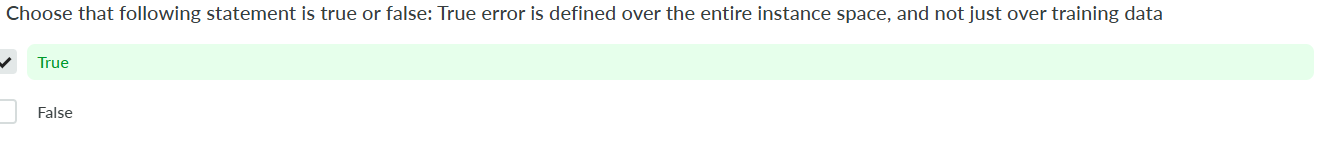 Choose that following statement is true or false: True error is defined over the entire instance space, and not just over training data
True
False